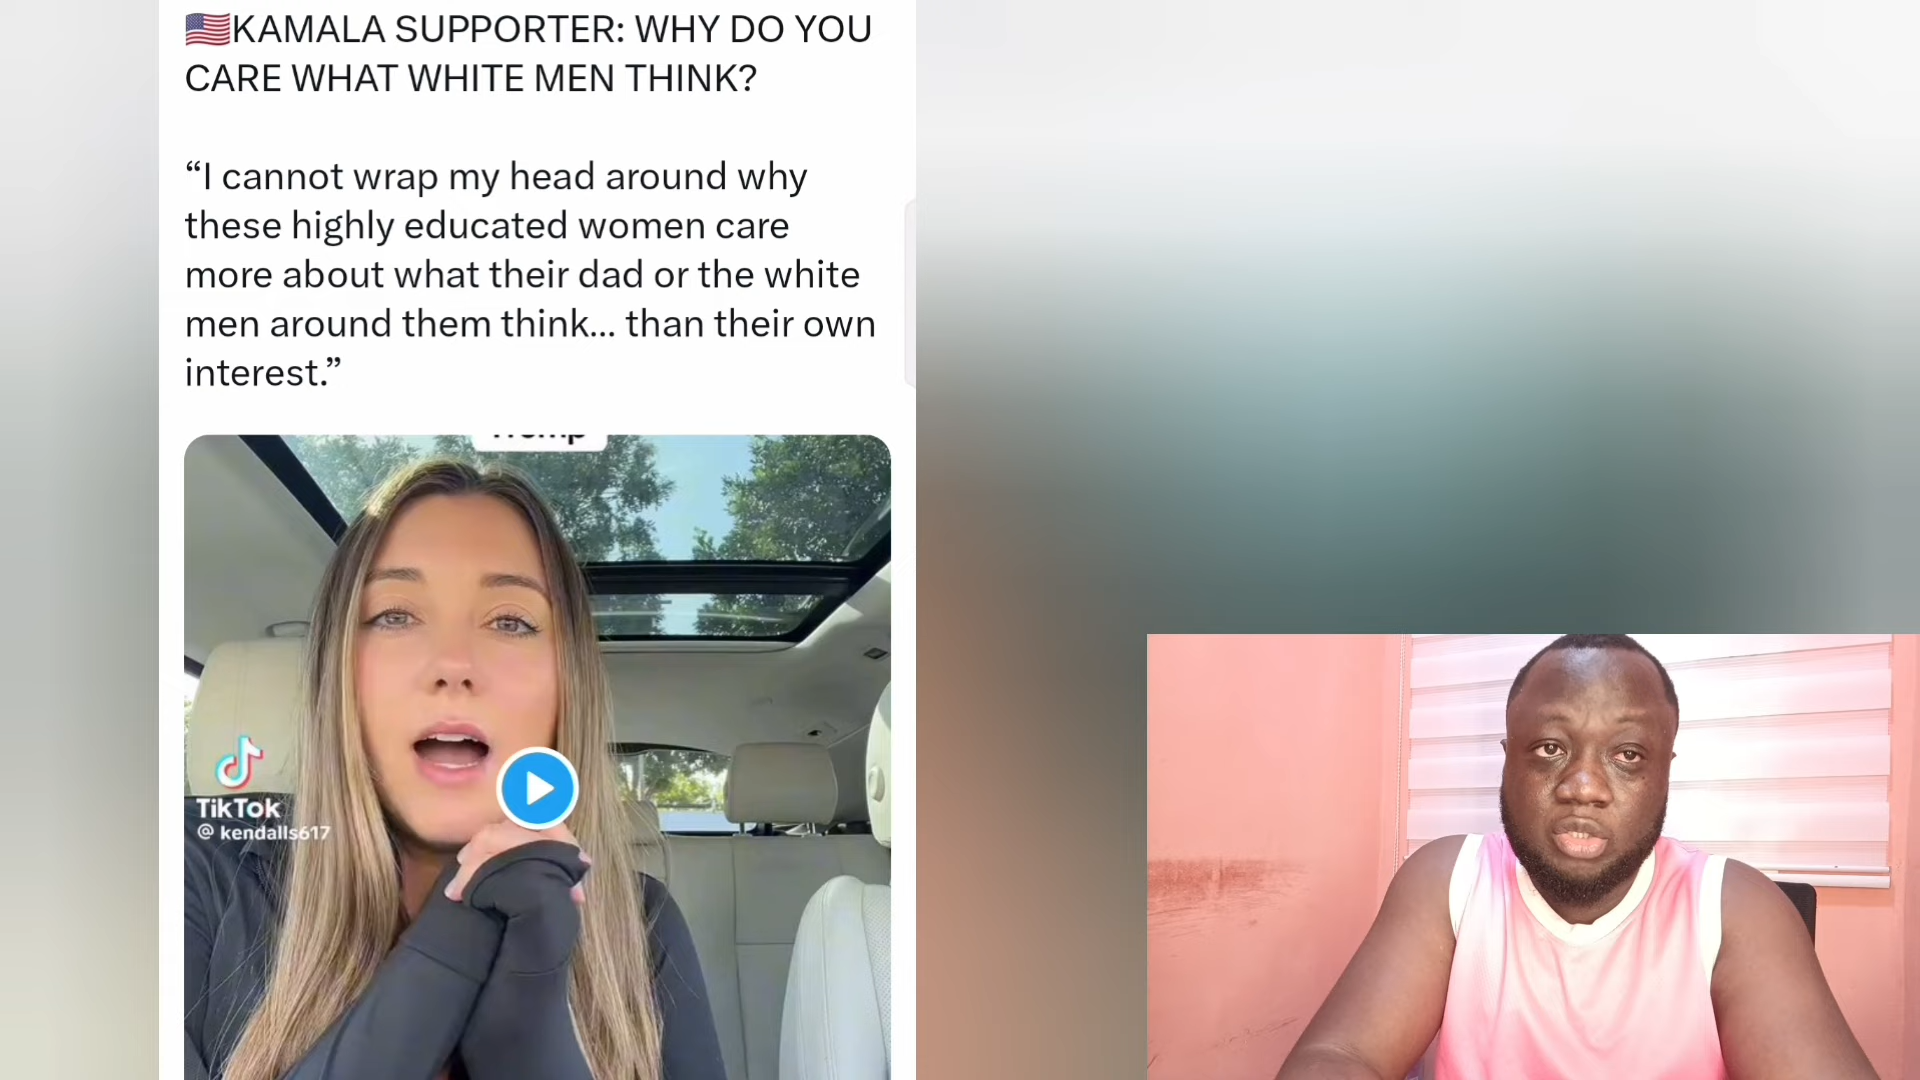 🇺🇸KAMALA SUPPORTER: WHY DO YOU
CARE WHAT WHITE MEN THINK?
“I cannot wrap my head around why
these highly educated women care
more about what their dad or the white
men around them think... than their own
interest.”
TikTok
@ kendalls617